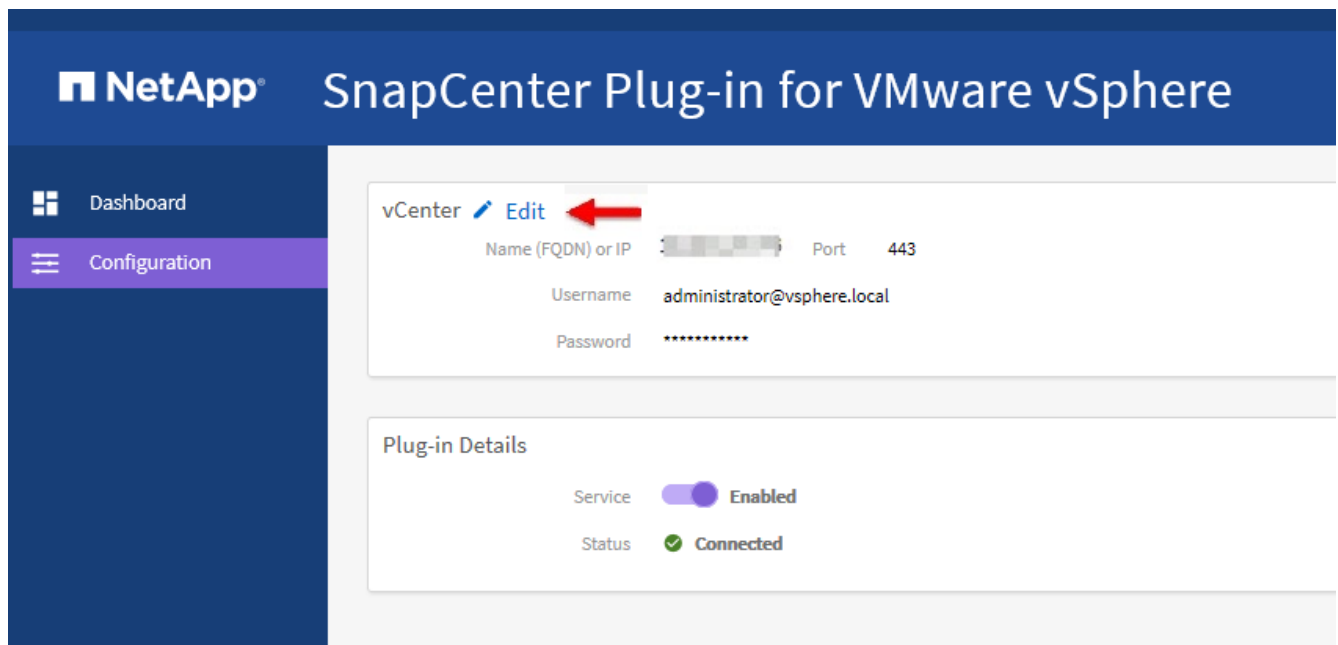 NetApp® SnapCenter Plug-in for VMware vSphere
Dashboard
Configuration
vCenter Edit
Name (FQDN) or IP Port 443
Username administrator@vsphere.local
Password ***********
Plug-in Details
Service Enabled
Status Connected